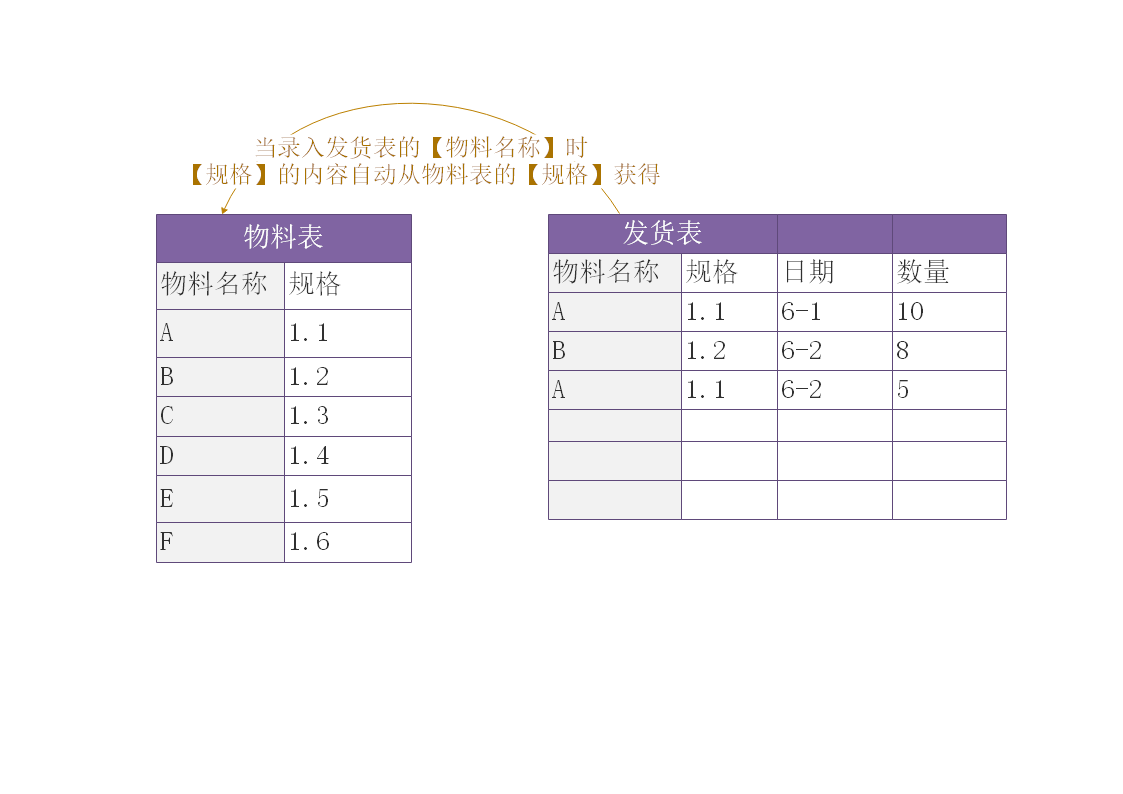 当录入发货表的【物料名称】时
【规格】的内容自动从物料表的【规格】获得
物料表
物料名称 规格
A 1.1
B 1.2
C 1.3
D 1.4
E 1.5
F 1.6
发货表
物料名称 规格 日期 数量
A 1.1 6-1 10
B 1.2 6-2 8
A 1.1 6-2 5